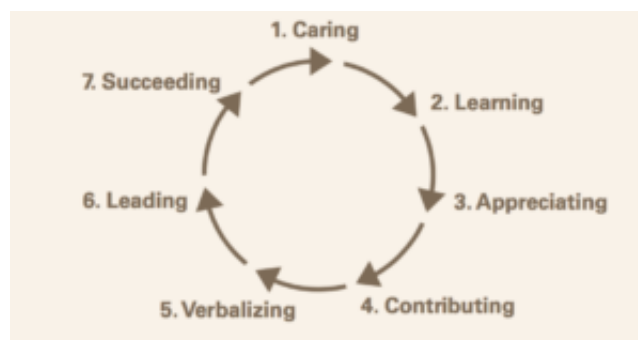 1. Caring
2. Learning
3. Appreciating
4. Contributing
5. Verbalizing
6. Leading
7. Succeeding